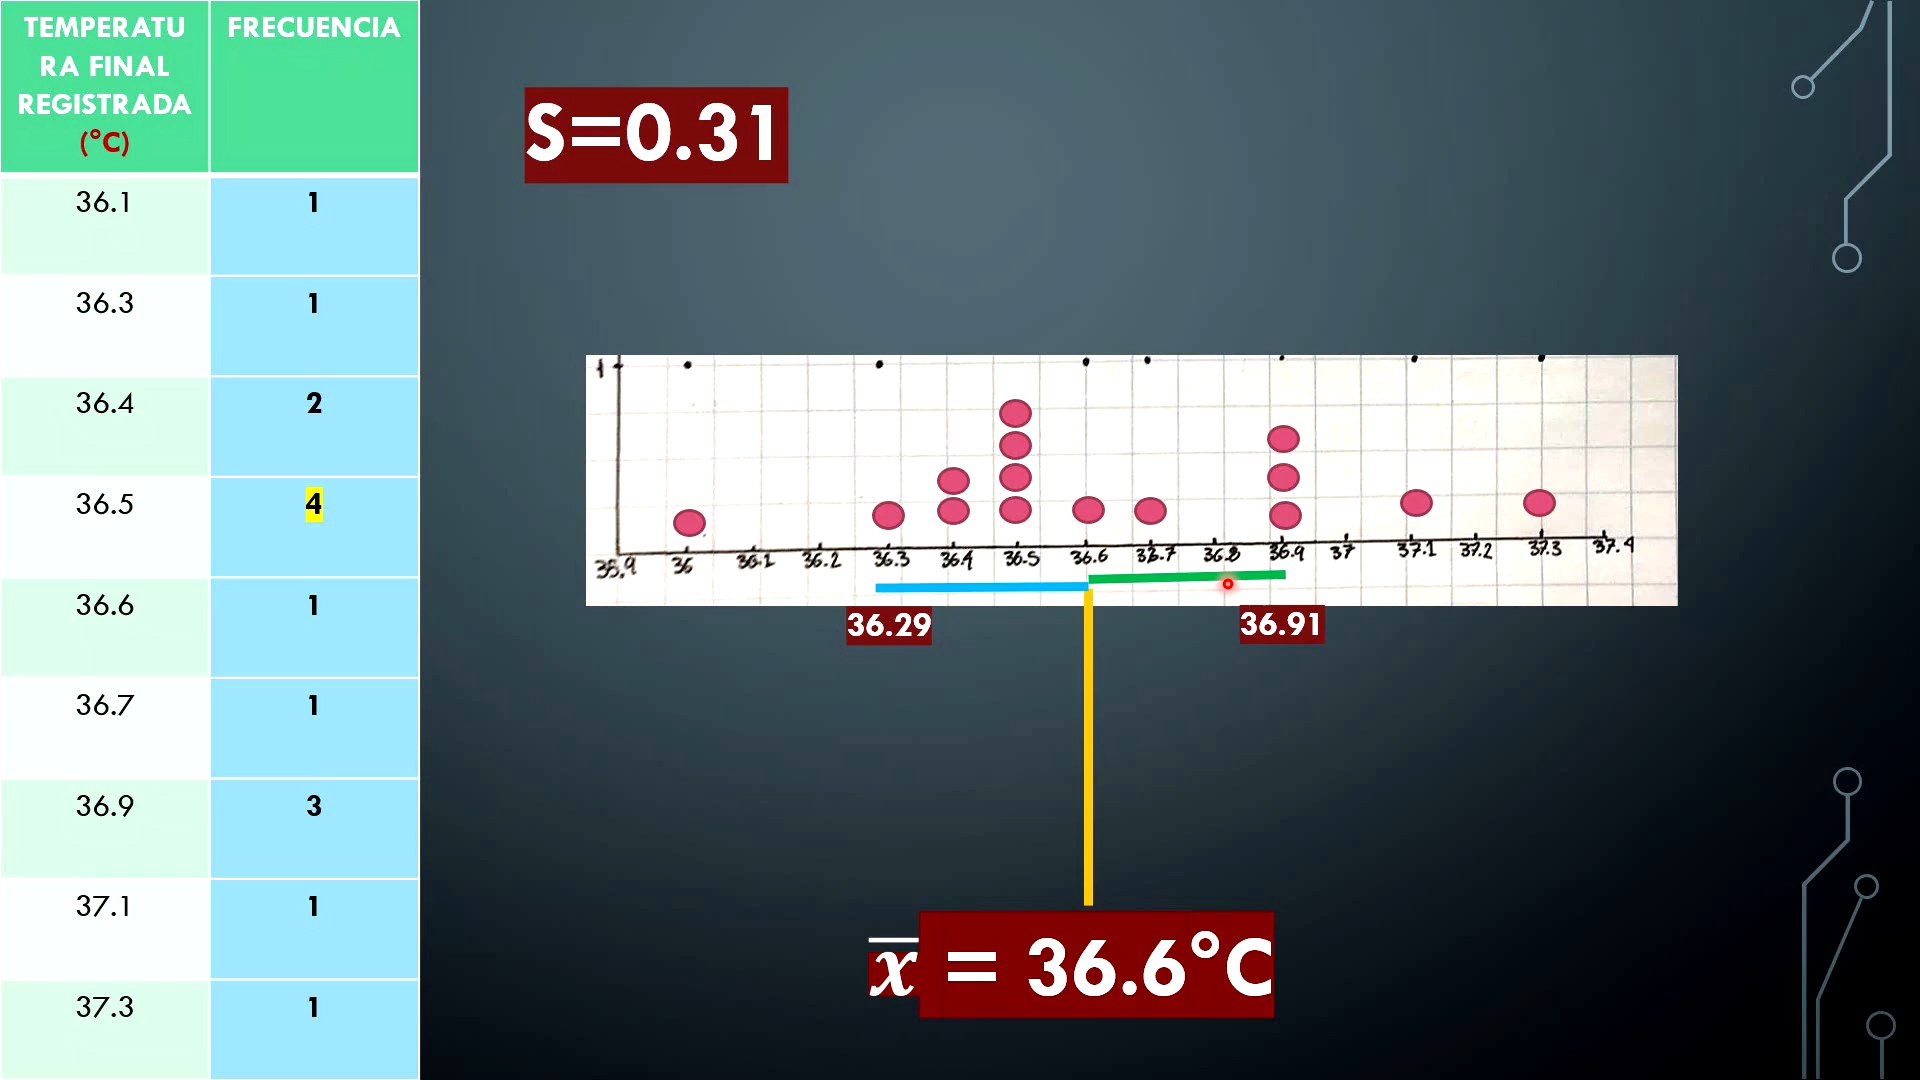 TEMPERATU
RA FINAL
REGISTRADA
(°C)
FRECUENCIA
36.1 1
36.3 1
36.4 2
36.5 4
36.6 1
36.7 1
36.9 3
37.1 1
37.3 1
S=0.31
1
35.9 36 36.1 36.2 36.3 36.4 36.5 36.6 36.7 36.8 36.9 37 37.1 37.2 37.3 37.4
36.29 36.91
x̅ = 36.6°C